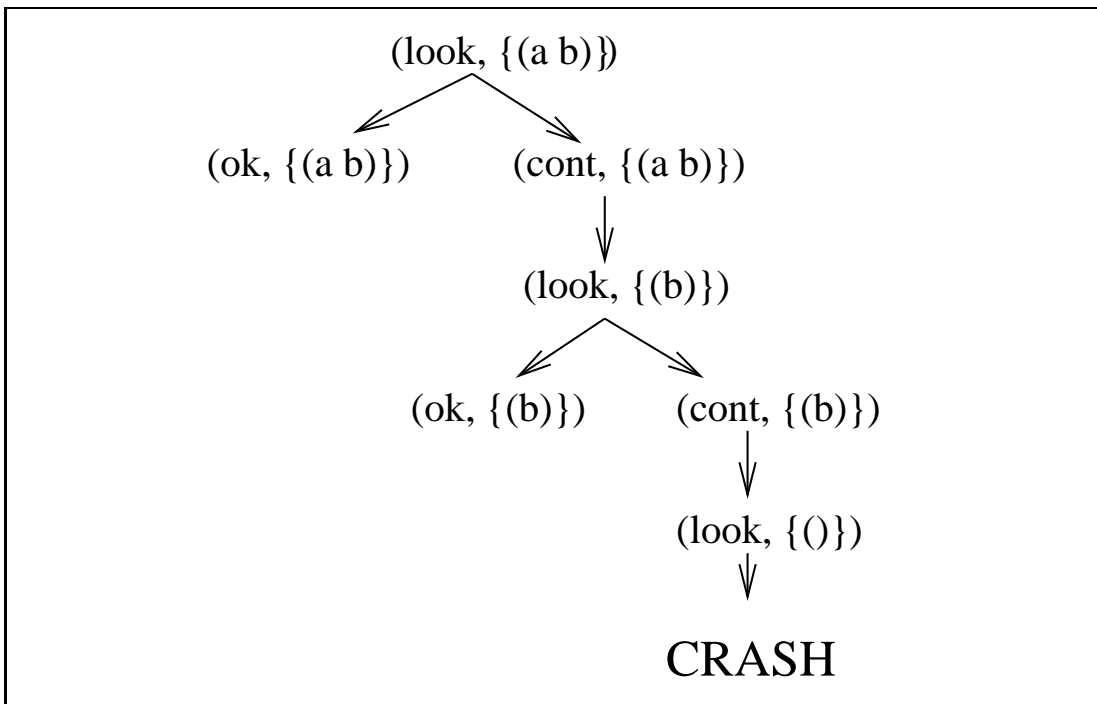 (look, {(a b)})
(ok, {(a b)}) (cont, {(a b)})
(look, {(b)})
(ok, {(b)}) (cont, {(b)})
(look, {()})
CRASH